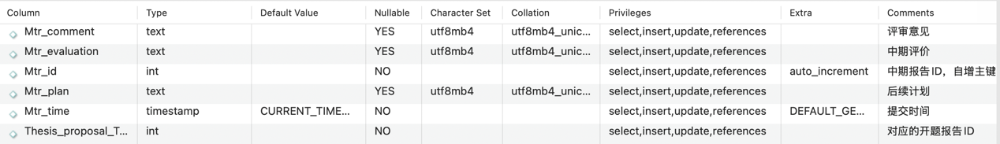 Column Type Default Value Nullable Character Set Collation Privileges Extra Comments
Mtr_comment text YES utf8mb4 utf8mb4_unic... select,insert,update,references 评审意见
Mtr_evaluation text YES utf8mb4 utf8mb4_unic... select,insert,update,references 中期评价
Mtr_id int NO select,insert,update,references auto_increment 中期报告ID，自增主键
Mtr_plan text YES utf8mb4 utf8mb4_unic... select,insert,update,references 后续计划
Mtr_time timestamp CURRENT_TIME... NO select,insert,update,references DEFAULT_GE... 提交时间
Thesis_proposal_T... int NO select,insert,update,references 对应的开题报告ID